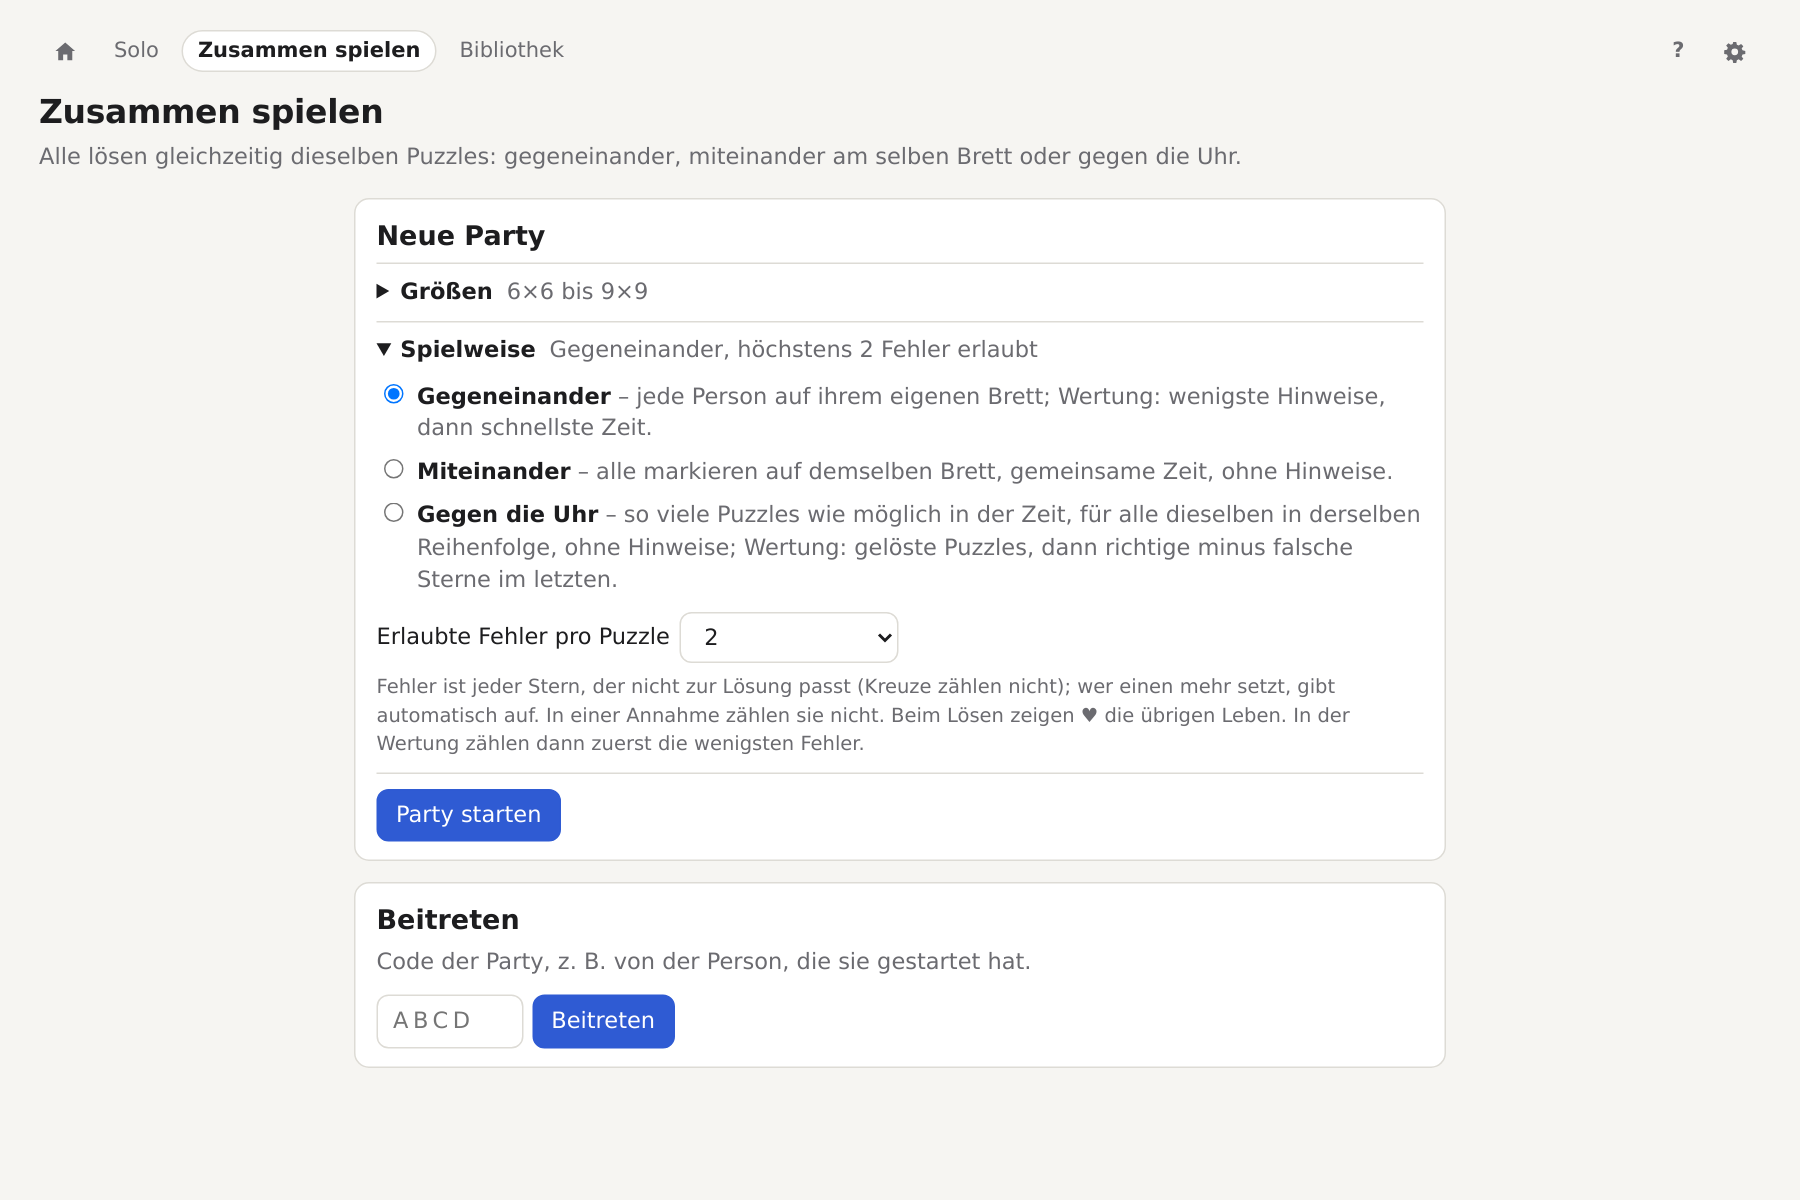 Solo
Zusammen spielen
Bibliothek
?
Zusammen spielen
Alle lösen gleichzeitig dieselben Puzzles: gegeneinander, miteinander am selben Brett oder gegen die Uhr.
Neue Party
Größen 6×6 bis 9×9
Spielweise Gegeneinander, höchstens 2 Fehler erlaubt
Gegeneinander – jede Person auf ihrem eigenen Brett; Wertung: wenigste Hinweise,
dann schnellste Zeit.
Miteinander – alle markieren auf demselben Brett, gemeinsame Zeit, ohne Hinweise.
Gegen die Uhr – so viele Puzzles wie möglich in der Zeit, für alle dieselben in derselben
Reihenfolge, ohne Hinweise; Wertung: gelöste Puzzles, dann richtige minus falsche
Sterne im letzten.
Erlaubte Fehler pro Puzzle 2
Fehler ist jeder Stern, der nicht zur Lösung passt (Kreuze zählen nicht); wer einen mehr setzt, gibt
automatisch auf. In einer Annahme zählen sie nicht. Beim Lösen zeigen ♥ die übrigen Leben. In der
Wertung zählen dann zuerst die wenigsten Fehler.
Party starten
Beitreten
Code der Party, z. B. von der Person, die sie gestartet hat.
ABCD
Beitreten